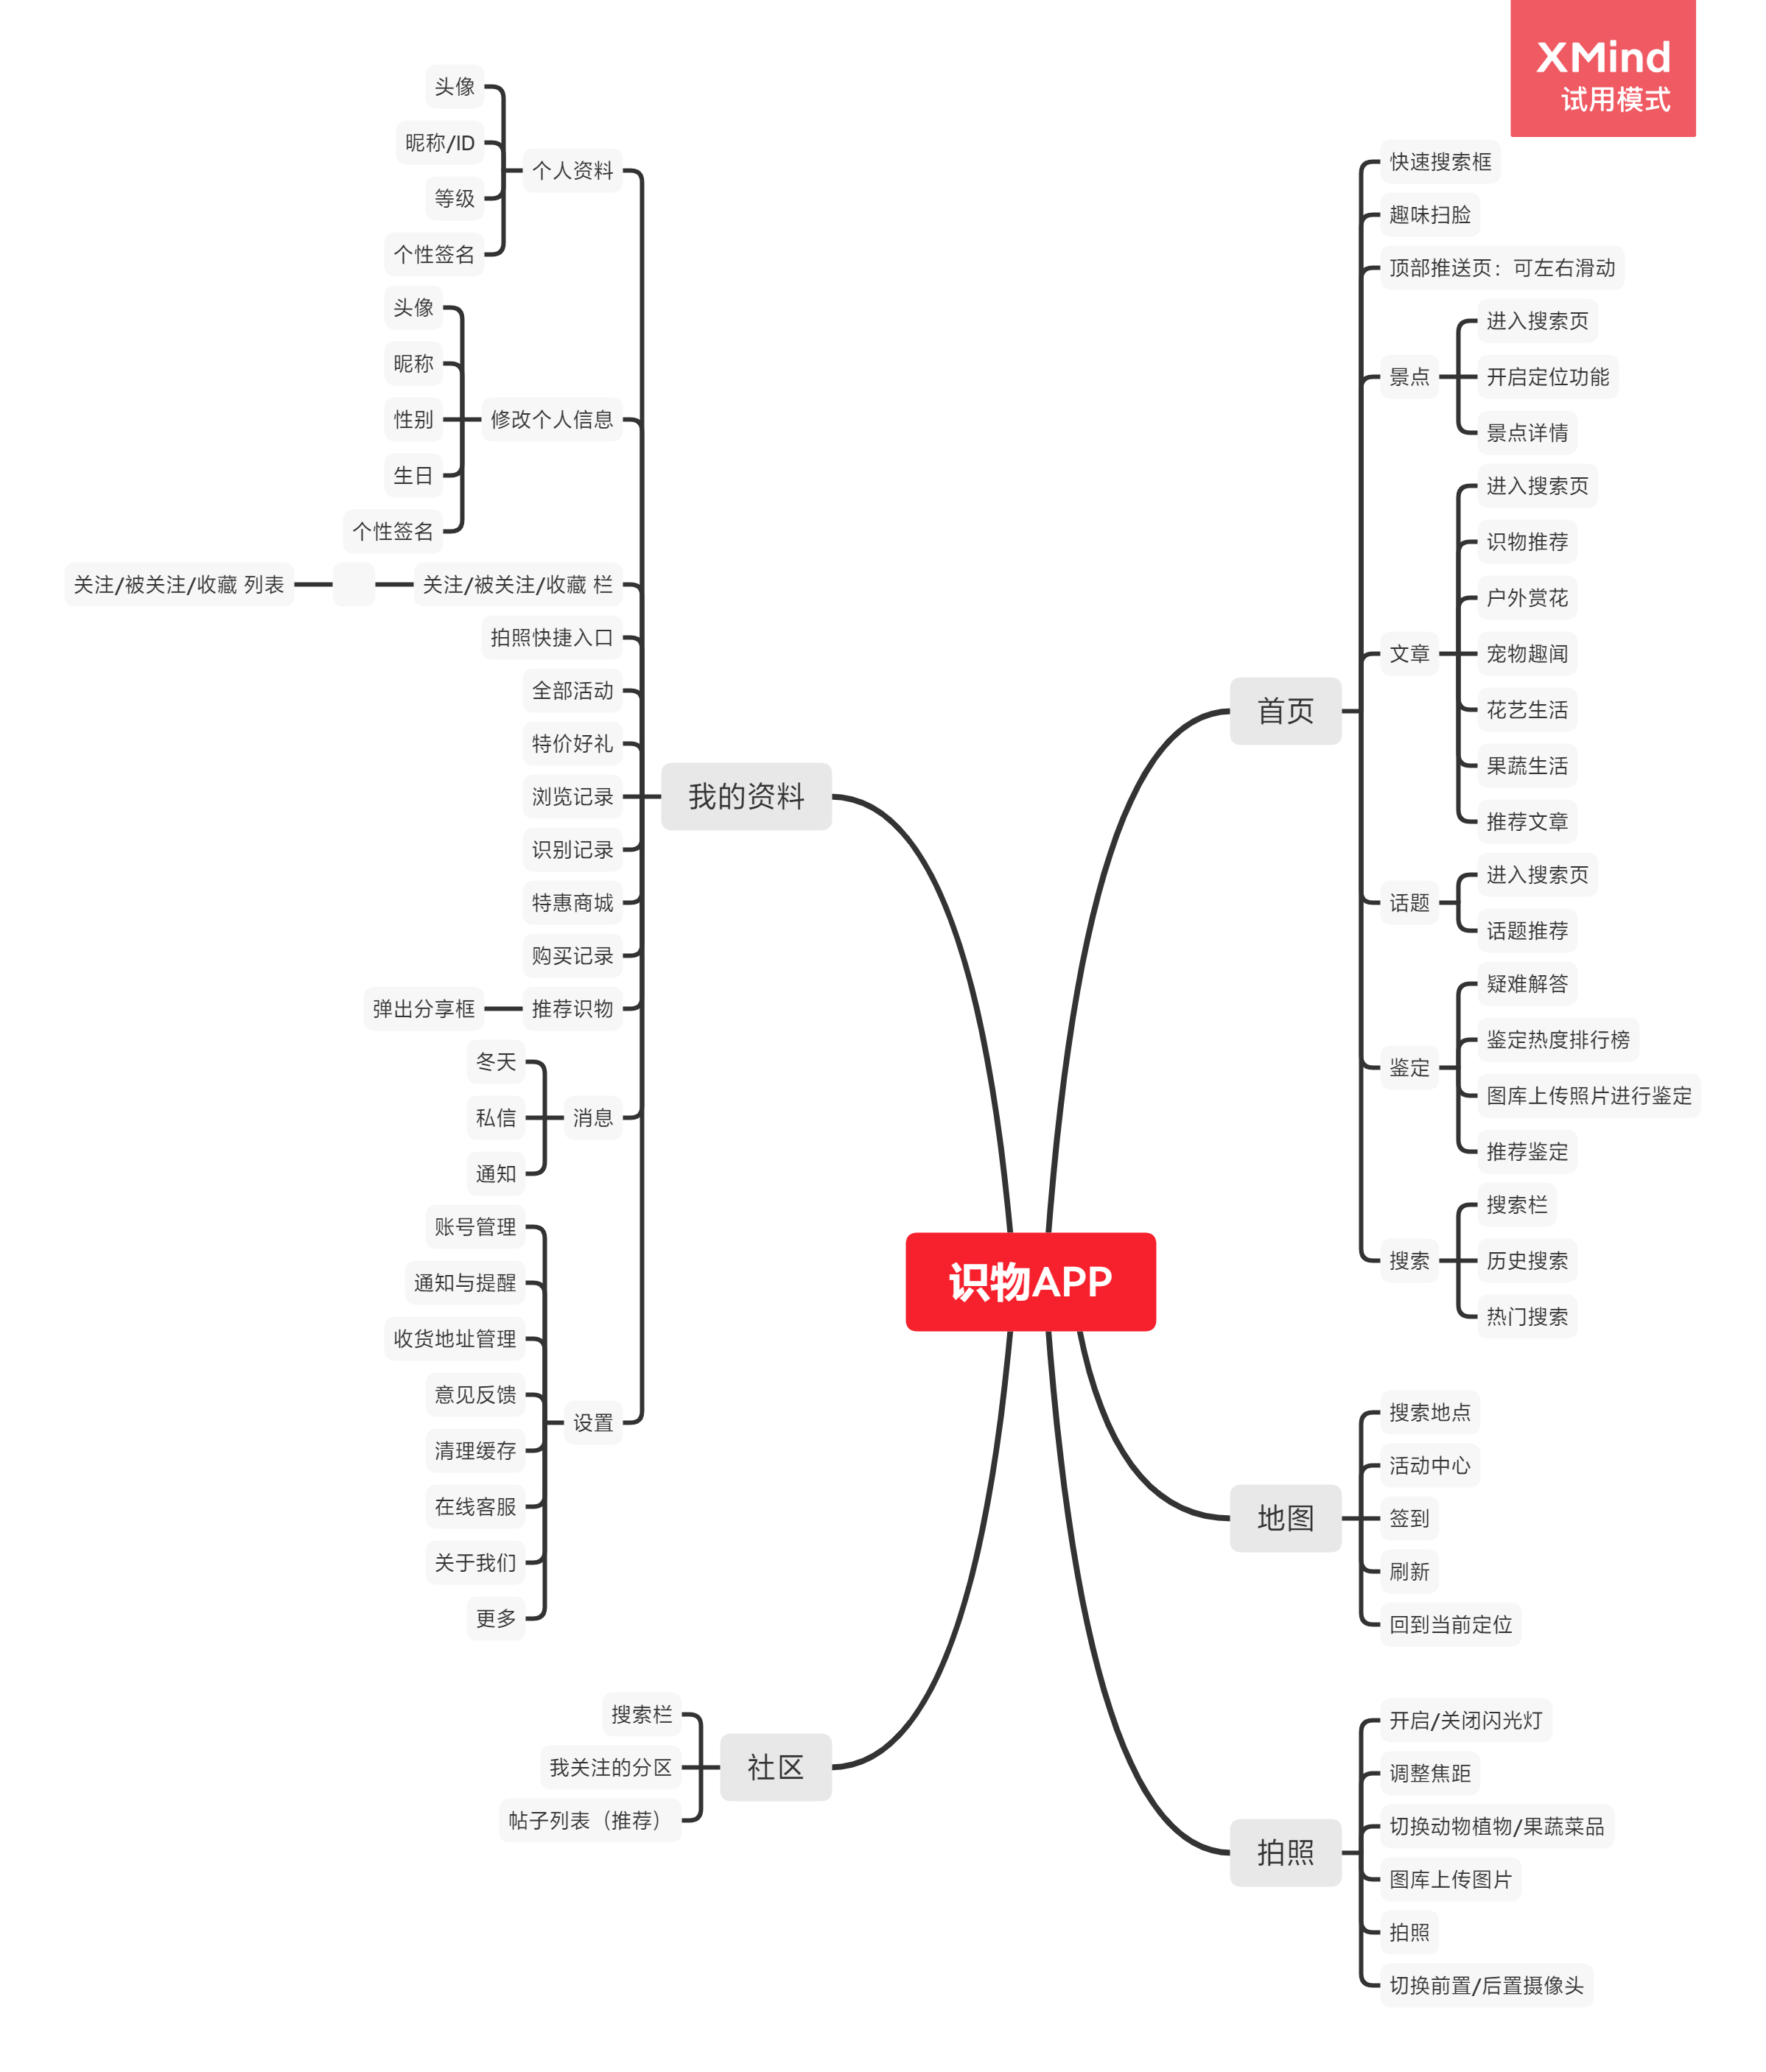 XMind
试用模式
识物APP
首页
快速搜索框
趣味扫脸
顶部推送页：可左右滑动
景点
进入搜索页
开启定位功能
景点详情
文章
进入搜索页
识物推荐
户外赏花
宠物趣闻
花艺生活
果蔬生活
推荐文章
话题
进入搜索页
话题推荐
鉴定
疑难解答
鉴定热度排行榜
图库上传照片进行鉴定
推荐鉴定
搜索
搜索栏
历史搜索
热门搜索
地图
搜索地点
活动中心
签到
刷新
回到当前定位
拍照
开启/关闭闪光灯
调整焦距
切换动物植物/果蔬菜品
图库上传图片
拍照
切换前置/后置摄像头
我的资料
个人资料
头像
昵称/ID
等级
个性签名
修改个人信息
头像
昵称
性别
生日
个性签名
关注/被关注/收藏 栏
关注/被关注/收藏 列表
拍照快捷入口
全部活动
特价好礼
浏览记录
识别记录
特惠商城
购买记录
推荐识物
弹出分享框
消息
冬天
私信
通知
设置
账号管理
通知与提醒
收货地址管理
意见反馈
清理缓存
在线客服
关于我们
更多
社区
搜索栏
我关注的分区
帖子列表（推荐）